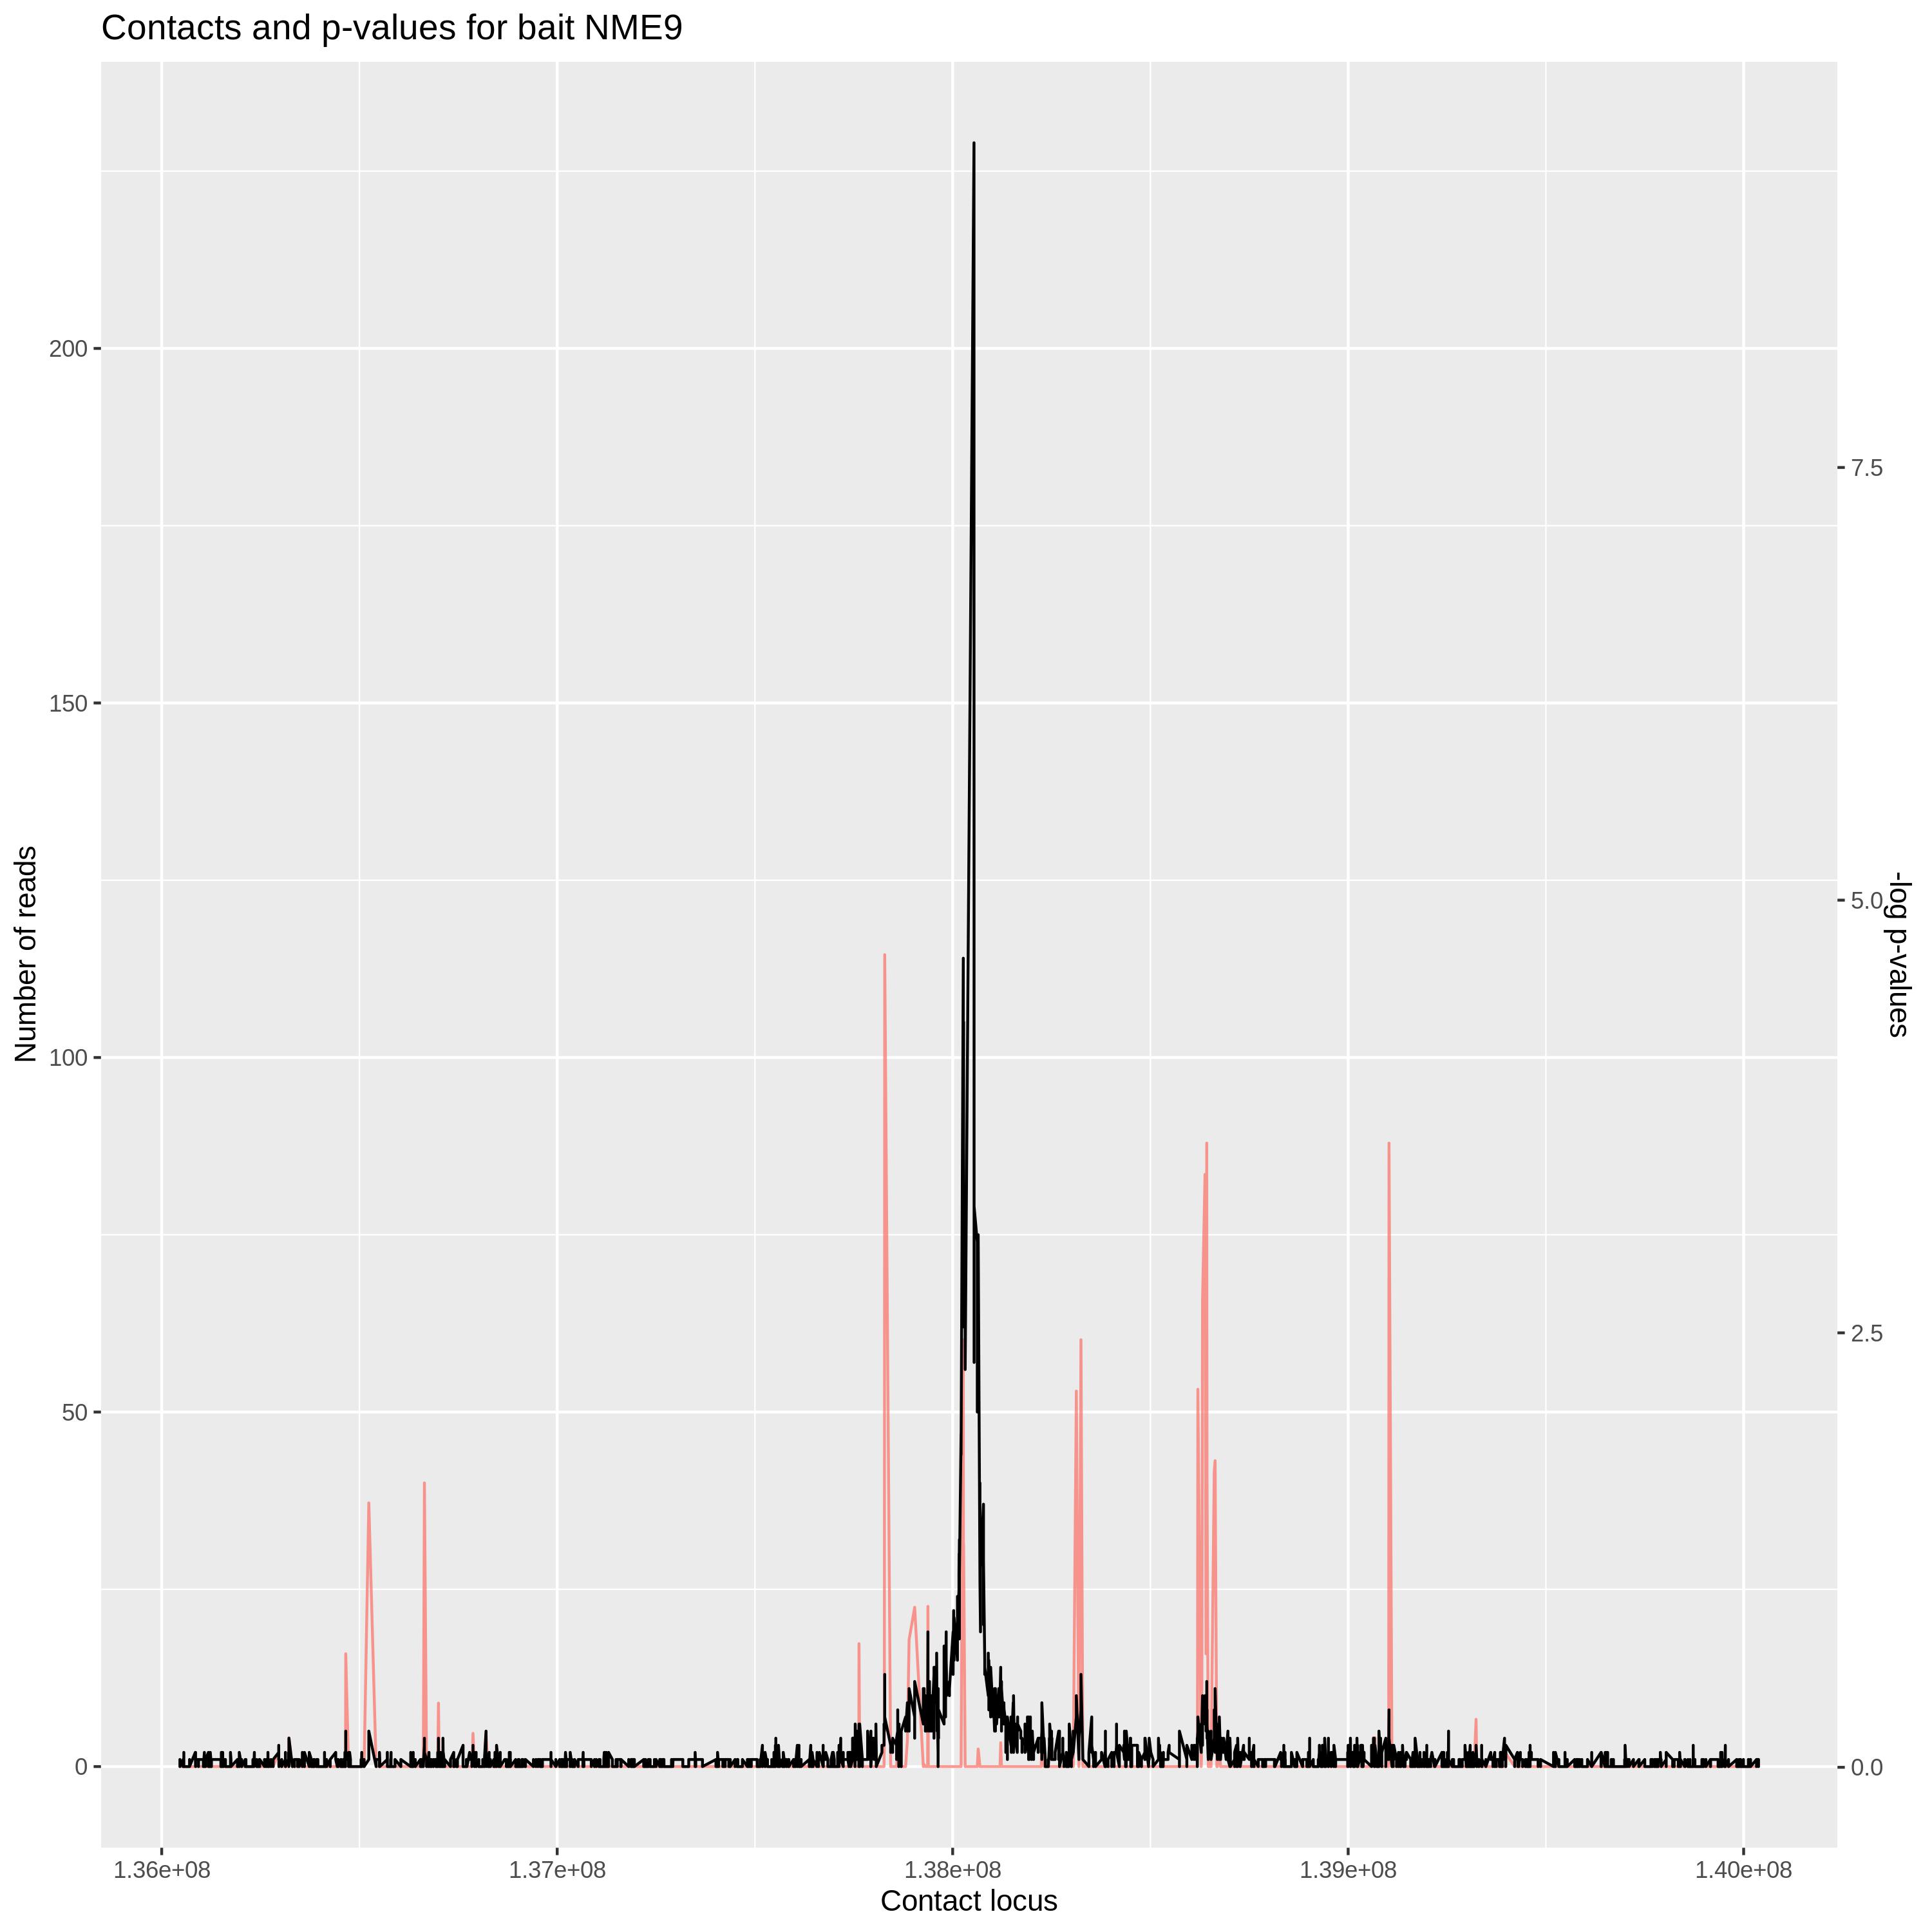 Contacts and p-values for bait NME9
Number of reads
200
150
100
50
0
7.5
5.0
2.5
0.0
-log p-values
1.36e+08
1.37e+08
1.38e+08
1.39e+08
1.40e+08
Contact locus